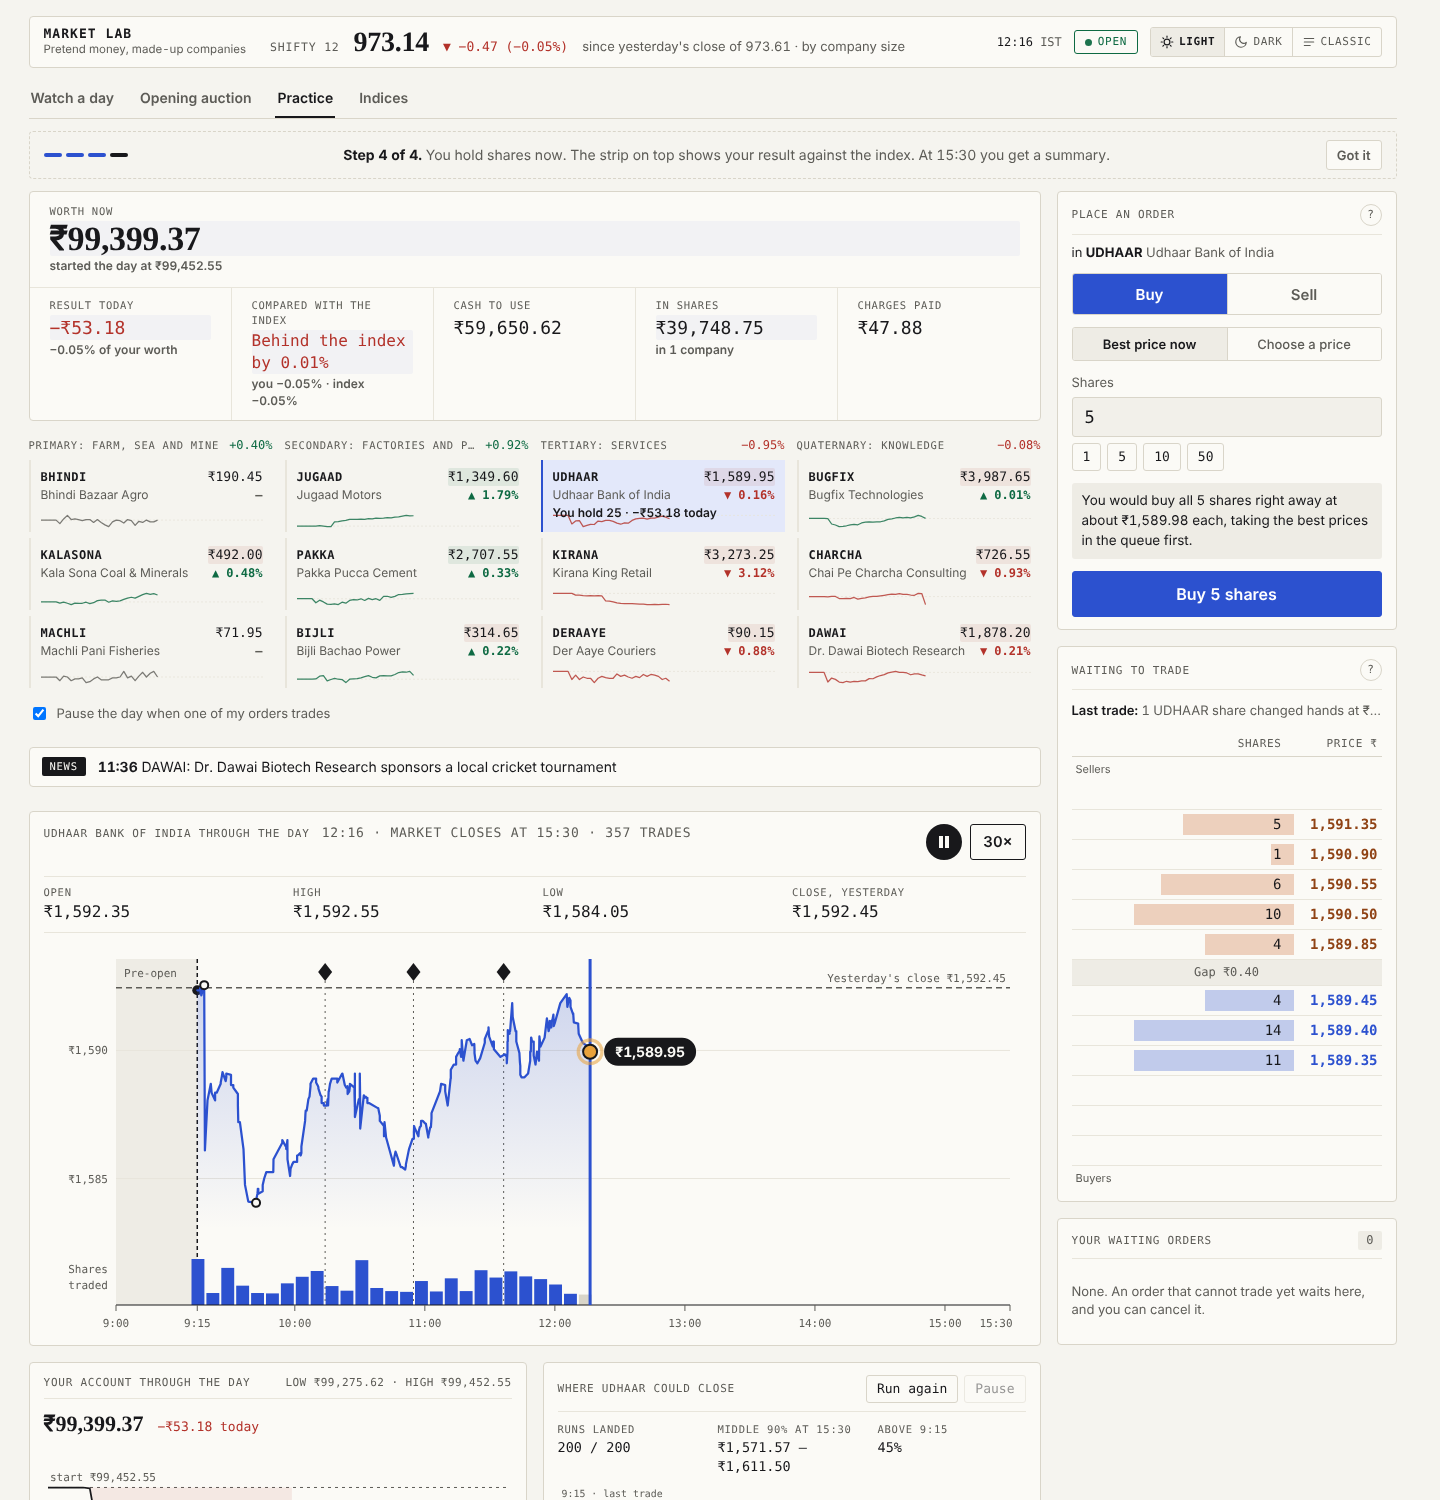 MARKET LAB
Pretend money, made-up companies
SHIFTY 12 973.14 ▼ −0.47 (−0.05%) since yesterday's close of 973.61 · by company size
12:16 IST
OPEN
LIGHT
DARK
CLASSIC
Watch a day
Opening auction
Practice
Indices
Step 4 of 4. You hold shares now. The strip on top shows your result against the index. At 15:30 you get a summary.
Got it
WORTH NOW
₹99,399.37
started the day at ₹99,452.55
RESULT TODAY
−₹53.18
−0.05% of your worth
COMPARED WITH THE
INDEX
Behind the index
by 0.01%
you −0.05% · index
−0.05%
CASH TO USE
₹59,650.62
IN SHARES
₹39,748.75
in 1 company
CHARGES PAID
₹47.88
PRIMARY: FARM, SEA AND MINE +0.40%
SECONDARY: FACTORIES AND P… +0.92%
TERTIARY: SERVICES −0.95%
QUATERNARY: KNOWLEDGE −0.08%
BHINDI ₹190.45
Bhindi Bazaar Agro –
JUGAAD ₹1,349.60
Jugaad Motors ▲ 1.79%
UDHAAR ₹1,589.95
Udhaar Bank of India ▼ 0.16%
You hold 25 · −₹53.18 today
BUGFIX ₹3,987.65
Bugfix Technologies ▲ 0.01%
KALASONA ₹492.00
Kala Sona Coal & Minerals ▲ 0.48%
PAKKA ₹2,707.55
Pakka Pucca Cement ▲ 0.33%
KIRANA ₹3,273.25
Kirana King Retail ▼ 3.12%
CHARCHA ₹726.55
Chai Pe Charcha Consulting ▼ 0.93%
MACHLI ₹71.95
Machli Pani Fisheries –
BIJLI ₹314.65
Bijli Bachao Power ▲ 0.22%
DERAAYE ₹90.15
Der Aaye Couriers ▼ 0.88%
DAWAI ₹1,878.20
Dr. Dawai Biotech Research ▼ 0.21%
Pause the day when one of my orders trades
NEWS 11:36 DAWAI: Dr. Dawai Biotech Research sponsors a local cricket tournament
UDHAAR BANK OF INDIA THROUGH THE DAY 12:16 · MARKET CLOSES AT 15:30 · 357 TRADES
30×
OPEN
₹1,592.35
HIGH
₹1,592.55
LOW
₹1,584.05
CLOSE, YESTERDAY
₹1,592.45
Pre-open
Yesterday's close ₹1,592.45
₹1,590
₹1,589.95
₹1,585
Shares
traded
9:00 9:15 10:00 11:00 12:00 13:00 14:00 15:00 15:30
PLACE AN ORDER ?
in UDHAAR Udhaar Bank of India
Buy
Sell
Best price now
Choose a price
Shares
5
1 5 10 50
You would buy all 5 shares right away at
about ₹1,589.98 each, taking the best prices
in the queue first.
Buy 5 shares
WAITING TO TRADE ?
Last trade: 1 UDHAAR share changed hands at ₹…
SHARES PRICE ₹
Sellers
5 1,591.35
1 1,590.90
6 1,590.55
10 1,590.50
4 1,589.85
Gap ₹0.40
4 1,589.45
14 1,589.40
11 1,589.35
Buyers
YOUR WAITING ORDERS 0
None. An order that cannot trade yet waits here,
and you can cancel it.
YOUR ACCOUNT THROUGH THE DAY LOW ₹99,275.62 · HIGH ₹99,452.55
₹99,399.37 −₹53.18 today
start ₹99,452.55
WHERE UDHAAR COULD CLOSE
Run again
Pause
RUNS LANDED
200 / 200
MIDDLE 90% AT 15:30
₹1,571.57 –
₹1,611.50
ABOVE 9:15
45%
9:15 · last trade